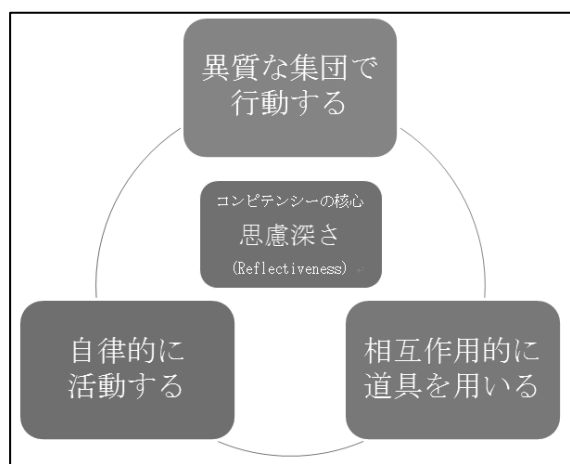 異質な集団で
行動する
コンピテンシーの核心
思慮深さ
(Reflectiveness)
自律的に
活動する
相互作用的に
道具を用いる